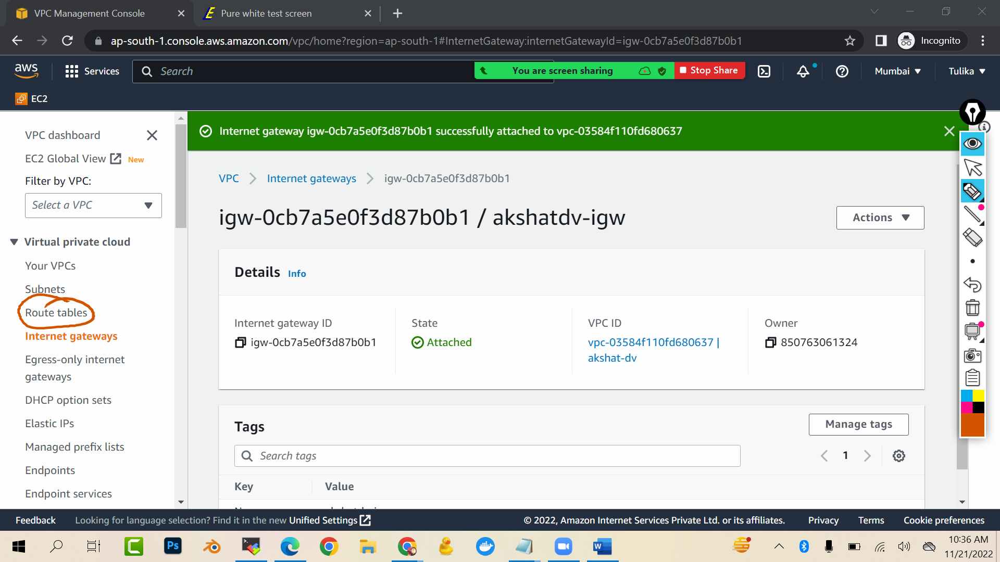 VPC Management Console
Pure white test screen
ap-south-1.console.aws.amazon.com/vpc/home?region=ap-south-1#InternetGateway:internetGatewayId=igw-0cb7a5e0f3d87b0b1
Incognito
aws
Services
Search
You are screen sharing
Stop Share
Mumbai
Tulika
EC2
VPC dashboard
EC2 Global View New
Filter by VPC:
Select a VPC
Virtual private cloud
Your VPCs
Subnets
Route tables
Internet gateways
Egress-only internet
gateways
DHCP option sets
Elastic IPs
Managed prefix lists
Endpoints
Endpoint services
Internet gateway igw-0cb7a5e0f3d87b0b1 successfully attached to vpc-03584f110fd680637
VPC
Internet gateways
igw-0cb7a5e0f3d87b0b1
igw-0cb7a5e0f3d87b0b1 / akshatdv-igw
Actions
Details Info
Internet gateway ID
igw-0cb7a5e0f3d87b0b1
State
Attached
VPC ID
vpc-03584f110fd680637 |
akshat-dv
Owner
850763061324
Tags
Manage tags
Search tags
1
Key
Value
Feedback
Looking for language selection? Find it in the new Unified Settings
© 2022, Amazon Internet Services Private Ltd. or its affiliates.
Privacy
Terms
Cookie preferences
Ps
W
10:36 AM
11/21/2022